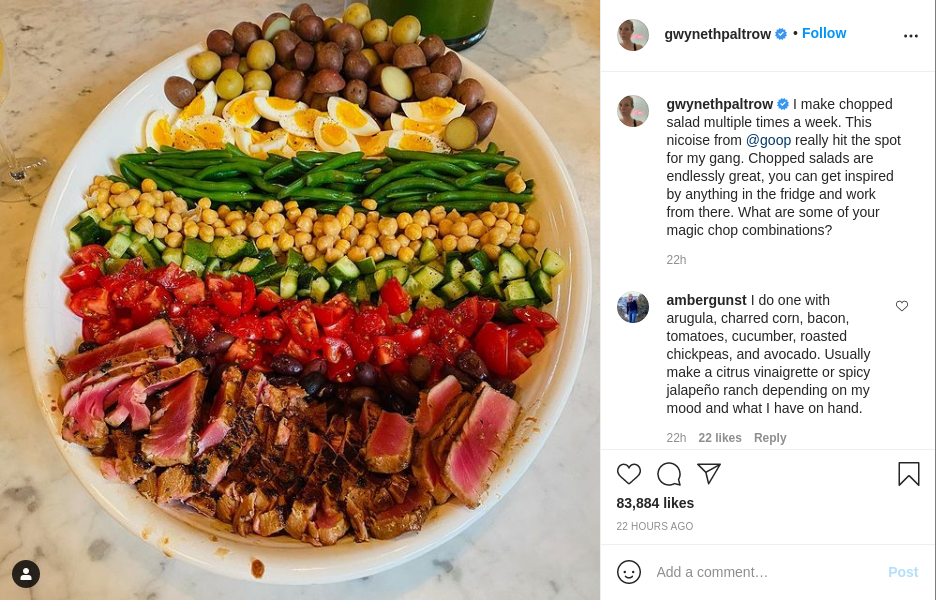 gwynethpaltrow • Follow
gwynethpaltrow I make chopped
salad multiple times a week. This
nicoise from @goop really hit the spot
for my gang. Chopped salads are
endlessly great, you can get inspired
by anything in the fridge and work
from there. What are some of your
magic chop combinations?
22h
ambergunst I do one with
arugula, charred corn, bacon,
tomatoes, cucumber, roasted
chickpeas, and avocado. Usually
make a citrus vinaigrette or spicy
jalapeño ranch depending on my
mood and what I have on hand.
22h 22 likes Reply
83,884 likes
22 HOURS AGO
Add a comment… Post